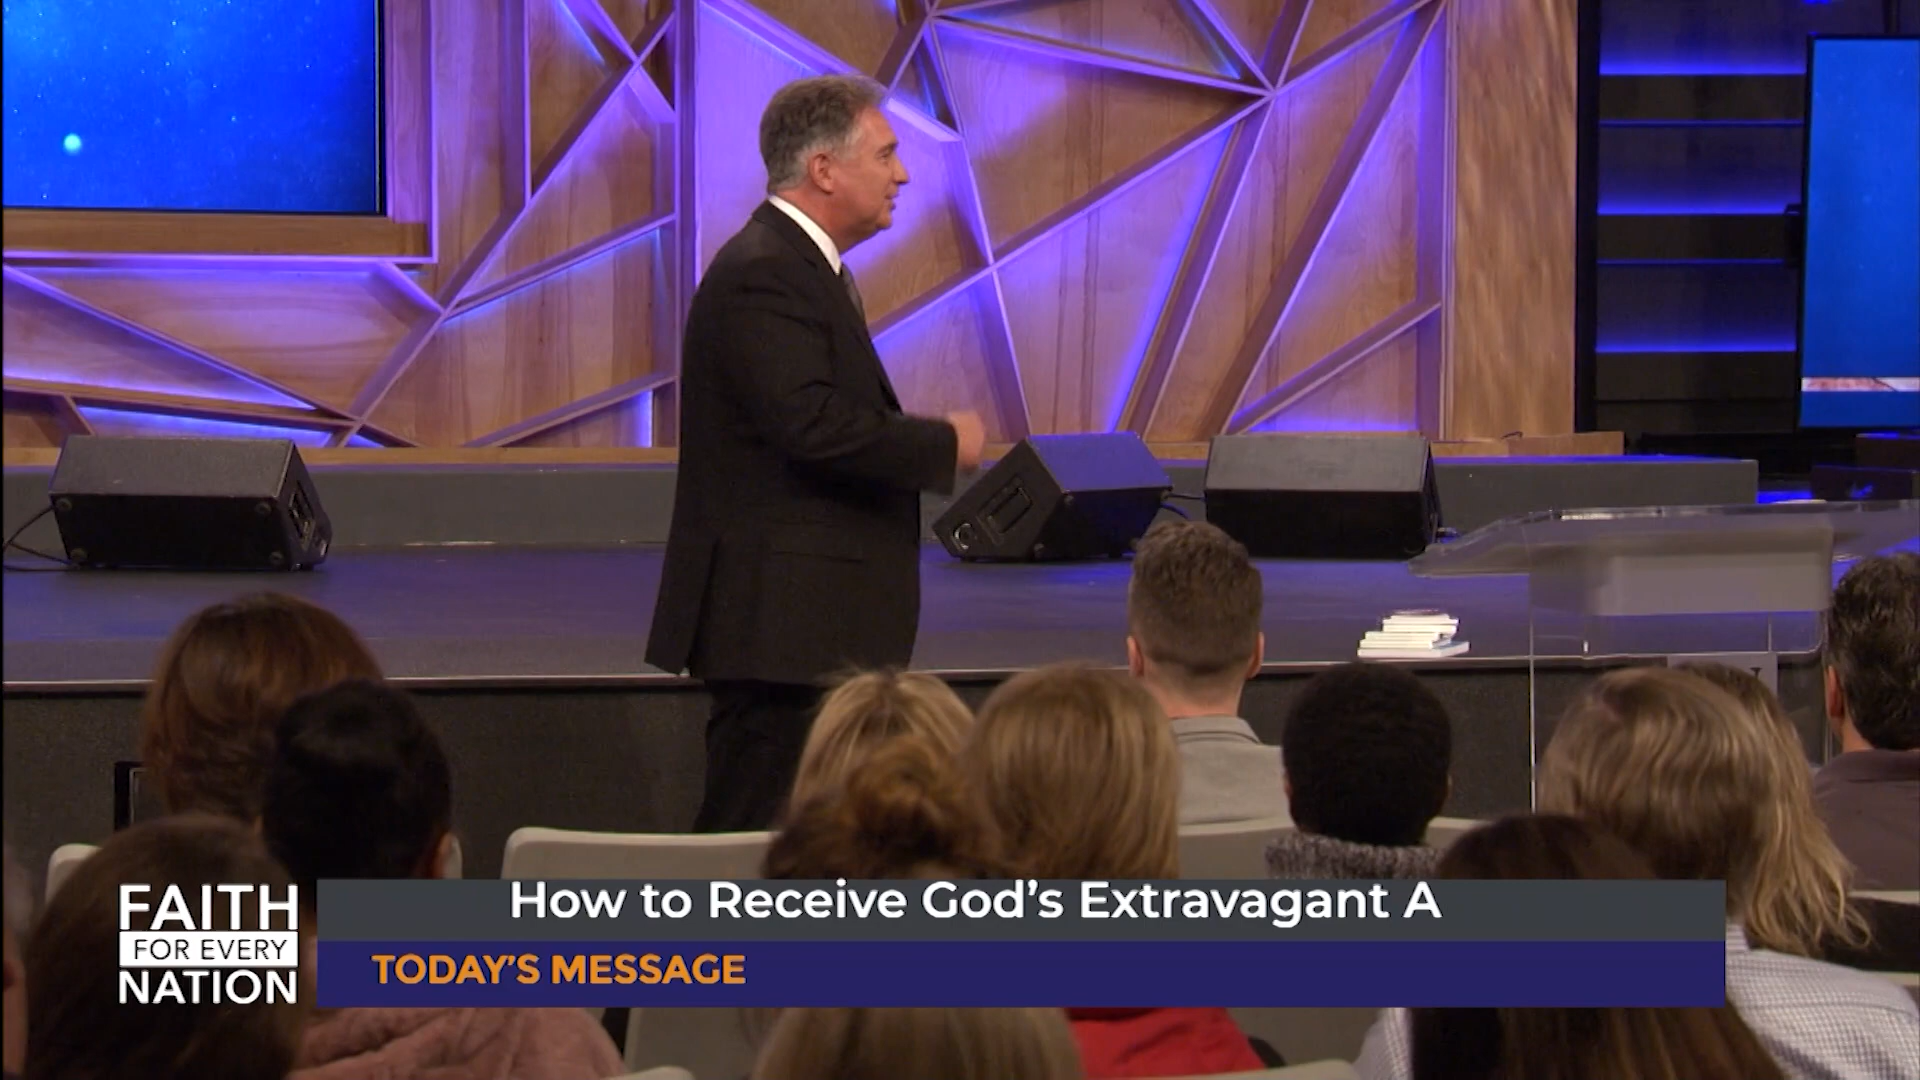 How to Receive God's Extravagant A
TODAY'S MESSAGE
FAITH
FOR EVERY
NATION